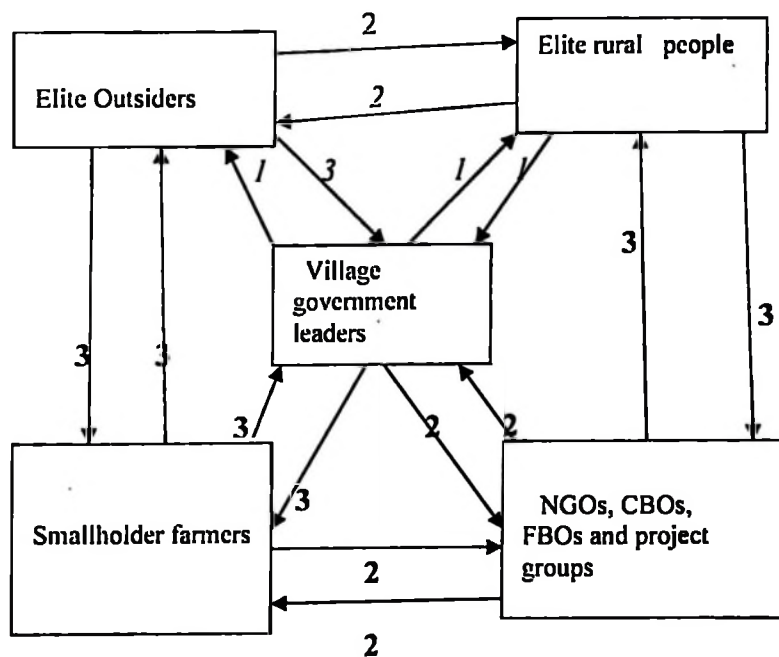 2
Elite rural people
Elite Outsiders
2
1
3
1
1
Village
government
leaders
3
3
3
3
3
2
2
3
NGOs, CBOs,
FBOs and project
groups
Smallholder farmers
2
2